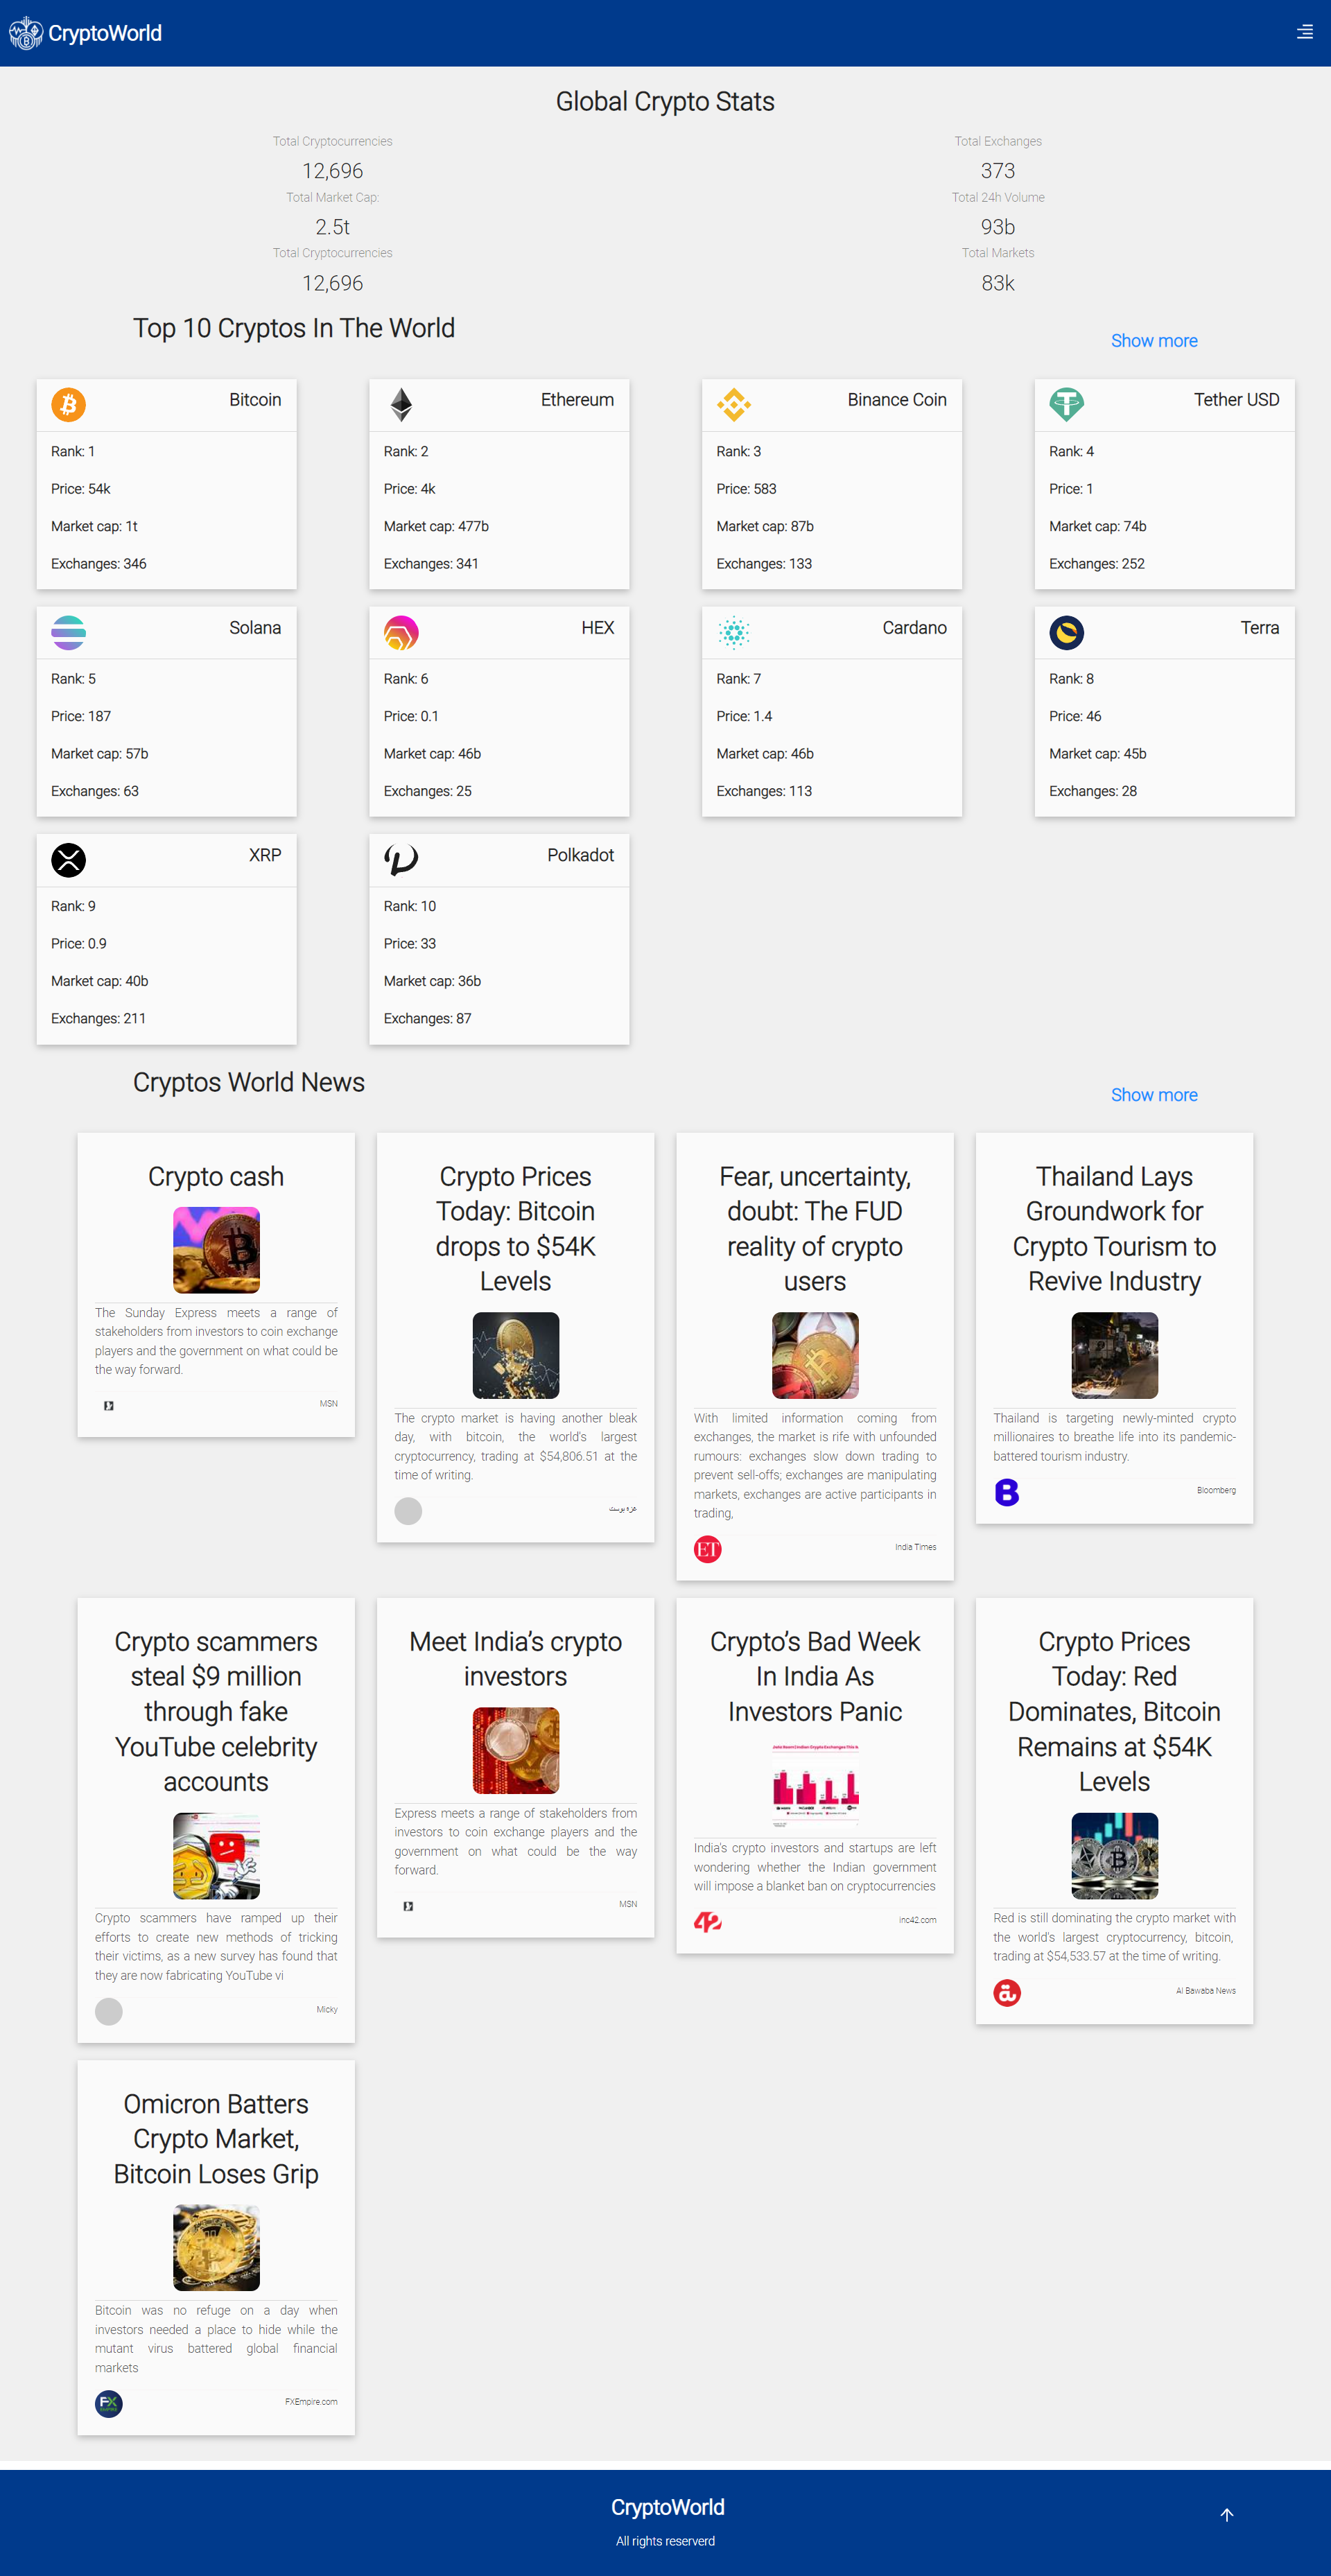 CryptoWorld
Global Crypto Stats
Total Cryptocurrencies
12,696
Total Exchanges
373
Total Market Cap:
2.5t
Total 24h Volume
93b
Total Cryptocurrencies
12,696
Total Markets
83k
Top 10 Cryptos In The World
Show more
Bitcoin
Rank: 1
Price: 54k
Market cap: 1t
Exchanges: 346
Ethereum
Rank: 2
Price: 4k
Market cap: 477b
Exchanges: 341
Binance Coin
Rank: 3
Price: 583
Market cap: 87b
Exchanges: 133
Tether USD
Rank: 4
Price: 1
Market cap: 74b
Exchanges: 252
Solana
Rank: 5
Price: 187
Market cap: 57b
Exchanges: 63
HEX
Rank: 6
Price: 0.1
Market cap: 46b
Exchanges: 25
Cardano
Rank: 7
Price: 1.4
Market cap: 46b
Exchanges: 113
Terra
Rank: 8
Price: 46
Market cap: 45b
Exchanges: 28
XRP
Rank: 9
Price: 0.9
Market cap: 40b
Exchanges: 211
Polkadot
Rank: 10
Price: 33
Market cap: 36b
Exchanges: 87
Cryptos World News
Show more
Crypto cash
The Sunday Express meets a range of
stakeholders from investors to coin exchange
players and the government on what could be
the way forward.
MSN
Crypto Prices
Today: Bitcoin
drops to $54K
Levels
The crypto market is having another bleak
day, with bitcoin, the world's largest
cryptocurrency, trading at $54,806.51 at the
time of writing.
غزة بوست
Fear, uncertainty,
doubt: The FUD
reality of crypto
users
With limited information coming from
exchanges, the market is rife with unfounded
rumours: exchanges slow down trading to
prevent sell-offs; exchanges are manipulating
markets, exchanges are active participants in
trading,
ET
India Times
Thailand Lays
Groundwork for
Crypto Tourism to
Revive Industry
Thailand is targeting newly-minted crypto
millionaires to breathe life into its pandemic-
battered tourism industry.
B
Bloomberg
Crypto scammers
steal $9 million
through fake
YouTube celebrity
accounts
Crypto scammers have ramped up their
efforts to create new methods of tricking
their victims, as a new survey has found that
they are now fabricating YouTube vi
Micky
Meet India’s crypto
investors
Express meets a range of stakeholders from
investors to coin exchange players and the
government on what could be the way
forward.
MSN
Crypto’s Bad Week
In India As
Investors Panic
India's crypto investors and startups are left
wondering whether the Indian government
will impose a blanket ban on cryptocurrencies
42
Inc42.com
Crypto Prices
Today: Red
Dominates, Bitcoin
Remains at $54K
Levels
Red is still dominating the crypto market with
the world's largest cryptocurrency, bitcoin,
trading at $54,533.57 at the time of writing.
Al Bawaba News
Omicron Batters
Crypto Market,
Bitcoin Loses Grip
Bitcoin was no refuge on a day when
investors needed a place to hide while the
mutant virus battered global financial
markets
FX
EMPIRE
FXEmpire.com
CryptoWorld
All rights reserverd